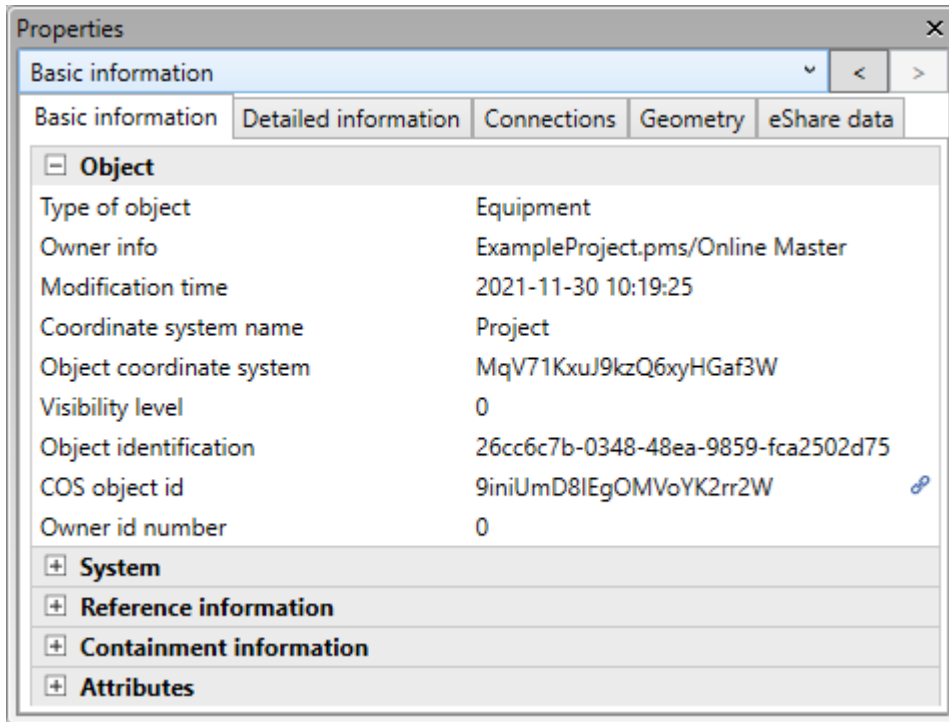 Properties
Basic information
< >
Basic information Detailed information Connections Geometry eShare data
Object
Type of object Equipment
Owner info ExampleProject.pms/Online Master
Modification time 2021-11-30 10:19:25
Coordinate system name Project
Object coordinate system MqV71KxuJ9kzQ6xyHGaf3W
Visibility level 0
Object identification 26cc6c7b-0348-48ea-9859-fca2502d75
COS object id 9iniUmD8lEgOMVoYK2rr2W
Owner id number 0
System
Reference information
Containment information
Attributes